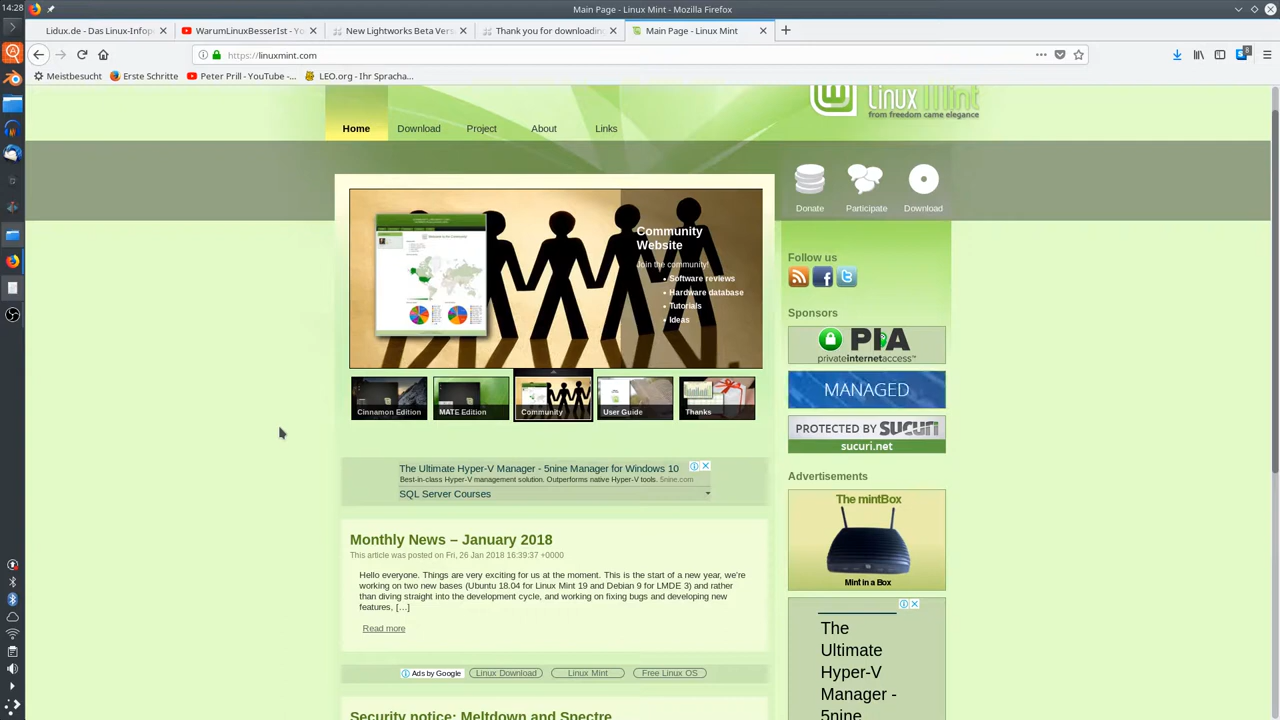 14:28
Main Page - Linux Mint - Mozilla Firefox
Lidux.de - Das Linux-Infop
WarumLinuxBesserIst - Yo
New Lightworks Beta Vers
Thank you for downloading
Main Page - Linux Mint
https://linuxmint.com
8
Meistbesucht
Erste Schritte
Peter Prill - YouTube -...
LEO.org - Ihr Spracha...
Linux Mint
from freedom came elegance
Home
Download
Project
About
Links
Donate
Participate
Download
Community
Website
Join the community!
• Software reviews
• Hardware database
• Tutorials
• Ideas
Cinnamon Edition
MATE Edition
Community
User Guide
Thanks
Follow us
Sponsors
PIA
privateinternetaccess™
MANAGED
PROTECTED BY SUCURI
sucuri.net
The Ultimate Hyper-V Manager - 5nine Manager for Windows 10
Best-in-class Hyper-V management solution. Outperforms native Hyper-V tools. 5nine.com
SQL Server Courses
Monthly News – January 2018
This article was posted on Fri, 26 Jan 2018 16:39:37 +0000
Hello everyone. Things are very exciting for us at the moment. This is the start of a new year, we're
working on two new bases (Ubuntu 18.04 for Linux Mint 19 and Debian 9 for LMDE 3) and rather
than diving straight into the development cycle, and working on fixing bugs and developing new
features, […]
Read more
Ads by Google
Linux Download
Linux Mint
Free Linux OS
Security notice: Meltdown and Spectre
Advertisements
The mintBox
Mint in a Box
The
Ultimate
Hyper-V
Manager -
5nine